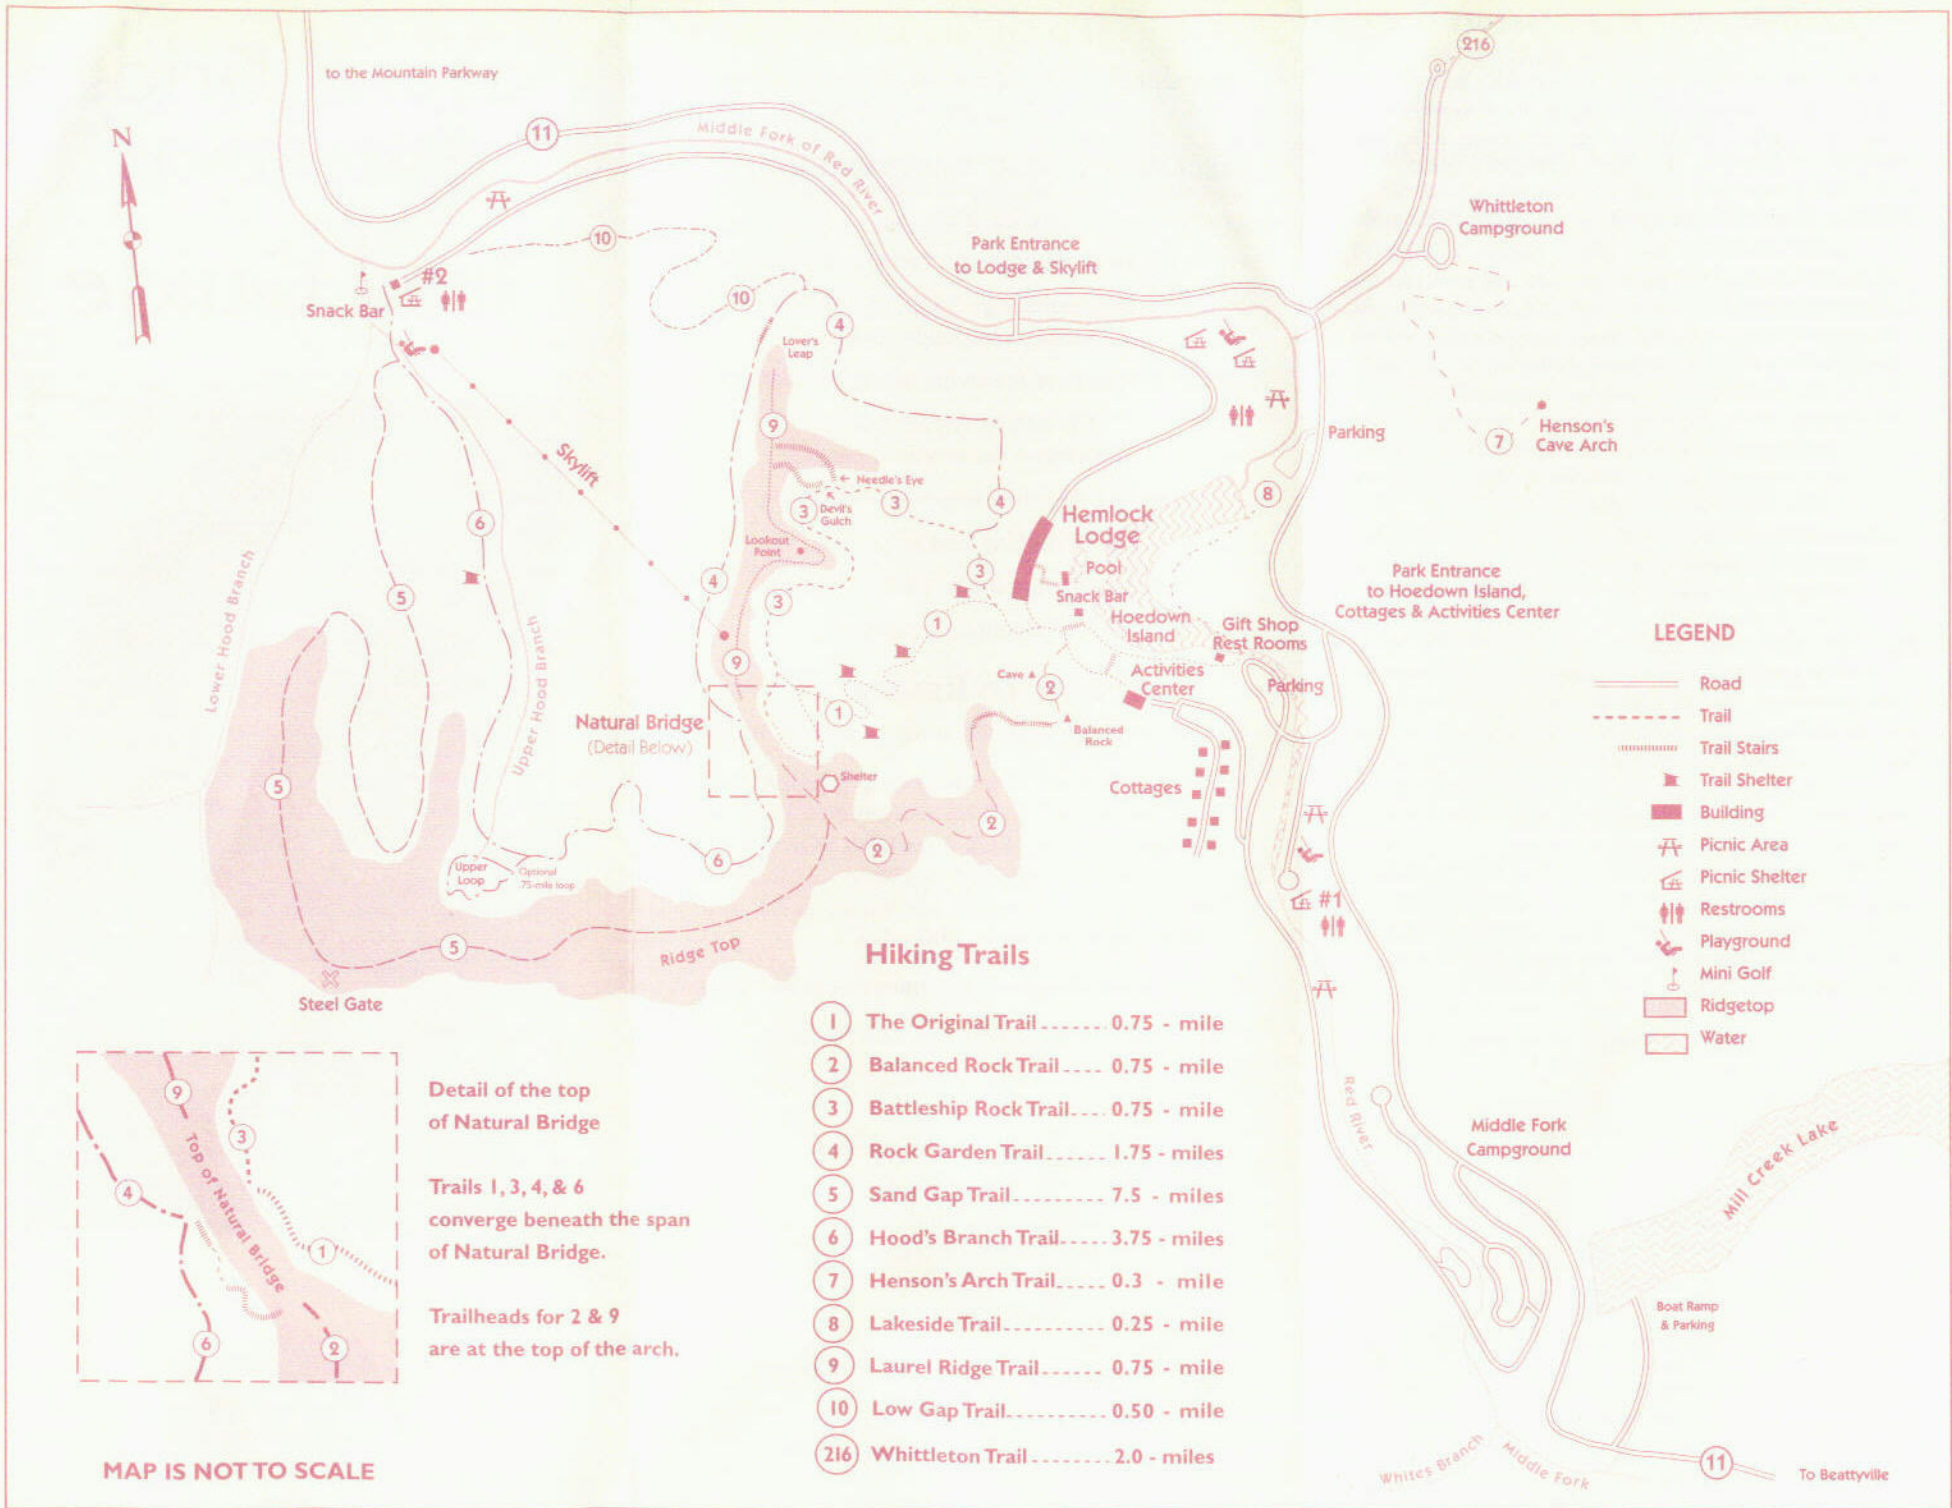 216
to the Mountain Parkway
11
Middle Fork of Red River
N
Whittleton
Campground
10
Park Entrance
to Lodge & Skylift
#2
Snack Bar
10
4
Lover's
Leap
9
Parking
Henson's
Cave Arch
7
Skylift
Needle's Eye
3
3
Devil's
Gulch
4
8
6
Hemlock
Lodge
Lookout
Point
Lower Hood Branch
5
4
3
3
Pool
Snack Bar
Park Entrance
to Hoedown Island,
Cottages & Activities Center
Hoedown
Island
Gift Shop
Rest Rooms
1
Upper Hood Branch
9
Cave
2
Activities
Center
Parking
Natural Bridge
(Detail Below)
1
Balanced
Rock
Shelter
5
Cottages
2
2
6
Upper
Loop
Optional
.75-mile loop
#1
5
Ridge Top
Steel Gate
LEGEND
Road
Trail
Trail Stairs
Trail Shelter
Building
Picnic Area
Picnic Shelter
Restrooms
Playground
Mini Golf
Ridgetop
Water
Hiking Trails
1 The Original Trail ------- 0.75 - mile
2 Balanced Rock Trail ---- 0.75 - mile
3 Battleship Rock Trail---- 0.75 - mile
4 Rock Garden Trail------ 1.75 - miles
5 Sand Gap Trail--------- 7.5 - miles
6 Hood's Branch Trail-----3.75 - miles
7 Henson's Arch Trail----- 0.3 - mile
8 Lakeside Trail---------- 0.25 - mile
9 Laurel Ridge Trail------ 0.75 - mile
10 Low Gap Trail---------- 0.50 - mile
216 Whittleton Trail -------- 2.0 - miles
9
3
Top of Natural Bridge
4
1
6
2
Detail of the top
of Natural Bridge
Trails 1, 3, 4, & 6
converge beneath the span
of Natural Bridge.
Trailheads for 2 & 9
are at the top of the arch.
Red River
Middle Fork
Campground
Mill Creek Lake
Boat Ramp
& Parking
Whites Branch
Middle Fork
11
To Beattyville
MAP IS NOT TO SCALE